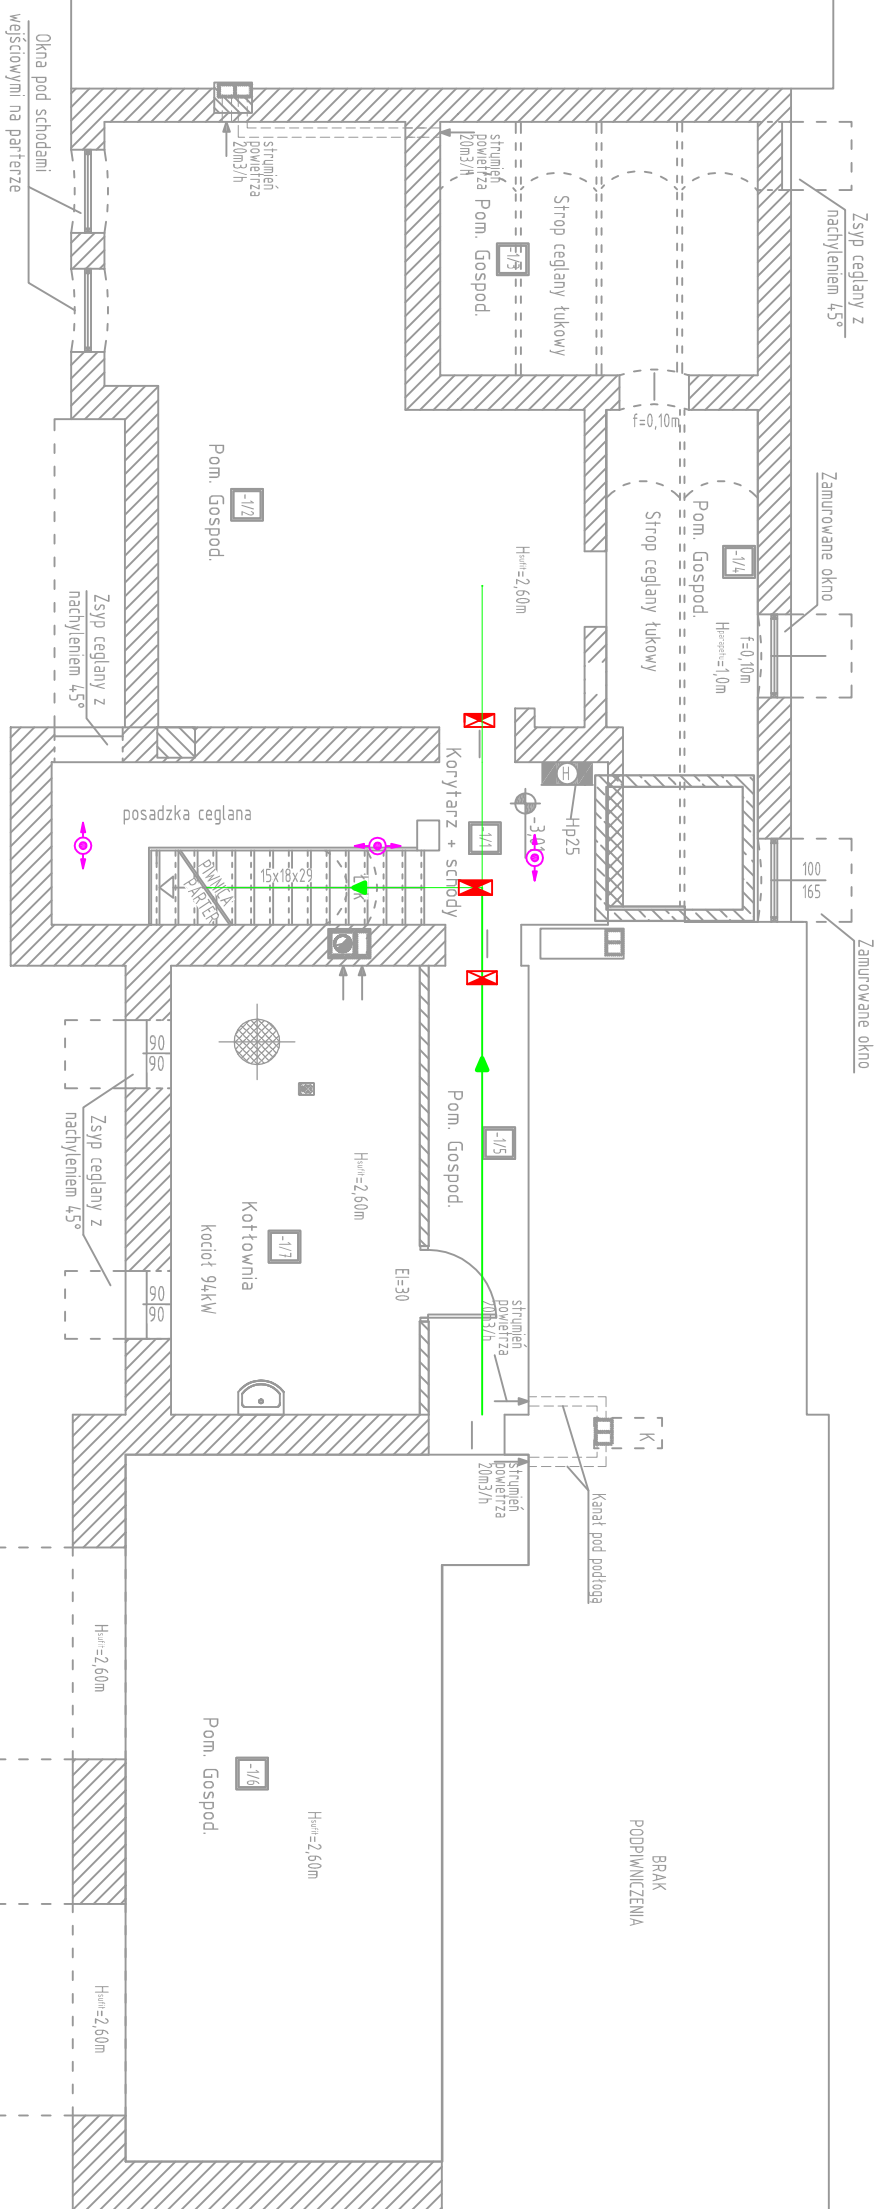 Okna pod schodami
wejściowymi na parterze
strumień
powietrza
20m3/h
strumień
powietrza
20m3/h
Pom. Gospod.
-1/3
Strop ceglany łukowy
Zsyp ceglany z
nachyleniem 45°
f=0,10m
Pom. Gospod.
-1/2
Hsufit=2,60m
Strop ceglany łukowy
Pom. Gospod.
-1/4
Hparapetu=1,0m
f=0,10m
Zamurowane okno
Zsyp ceglany z
nachyleniem 45°
posadzka ceglana
Korytarz + schody
-1/1
Hp25
H
15x18x29
PIWNICA
PARTER
100
165
Zamurowane okno
90
90
Zsyp ceglany z
nachyleniem 45°
90
90
Hsufit=2,60m
Kotłownia
kocioł 94kW
-1/7
Pom. Gospod.
-1/5
EI=30
strumień
powietrza
20m3/h
K
strumień
powietrza
20m3/h
Kanał pod podłogą
Hsufit=2,60m
Pom. Gospod.
-1/6
Hsufit=2,60m
BRAK
PODPIWNICZENIA
Hsufit=2,60m